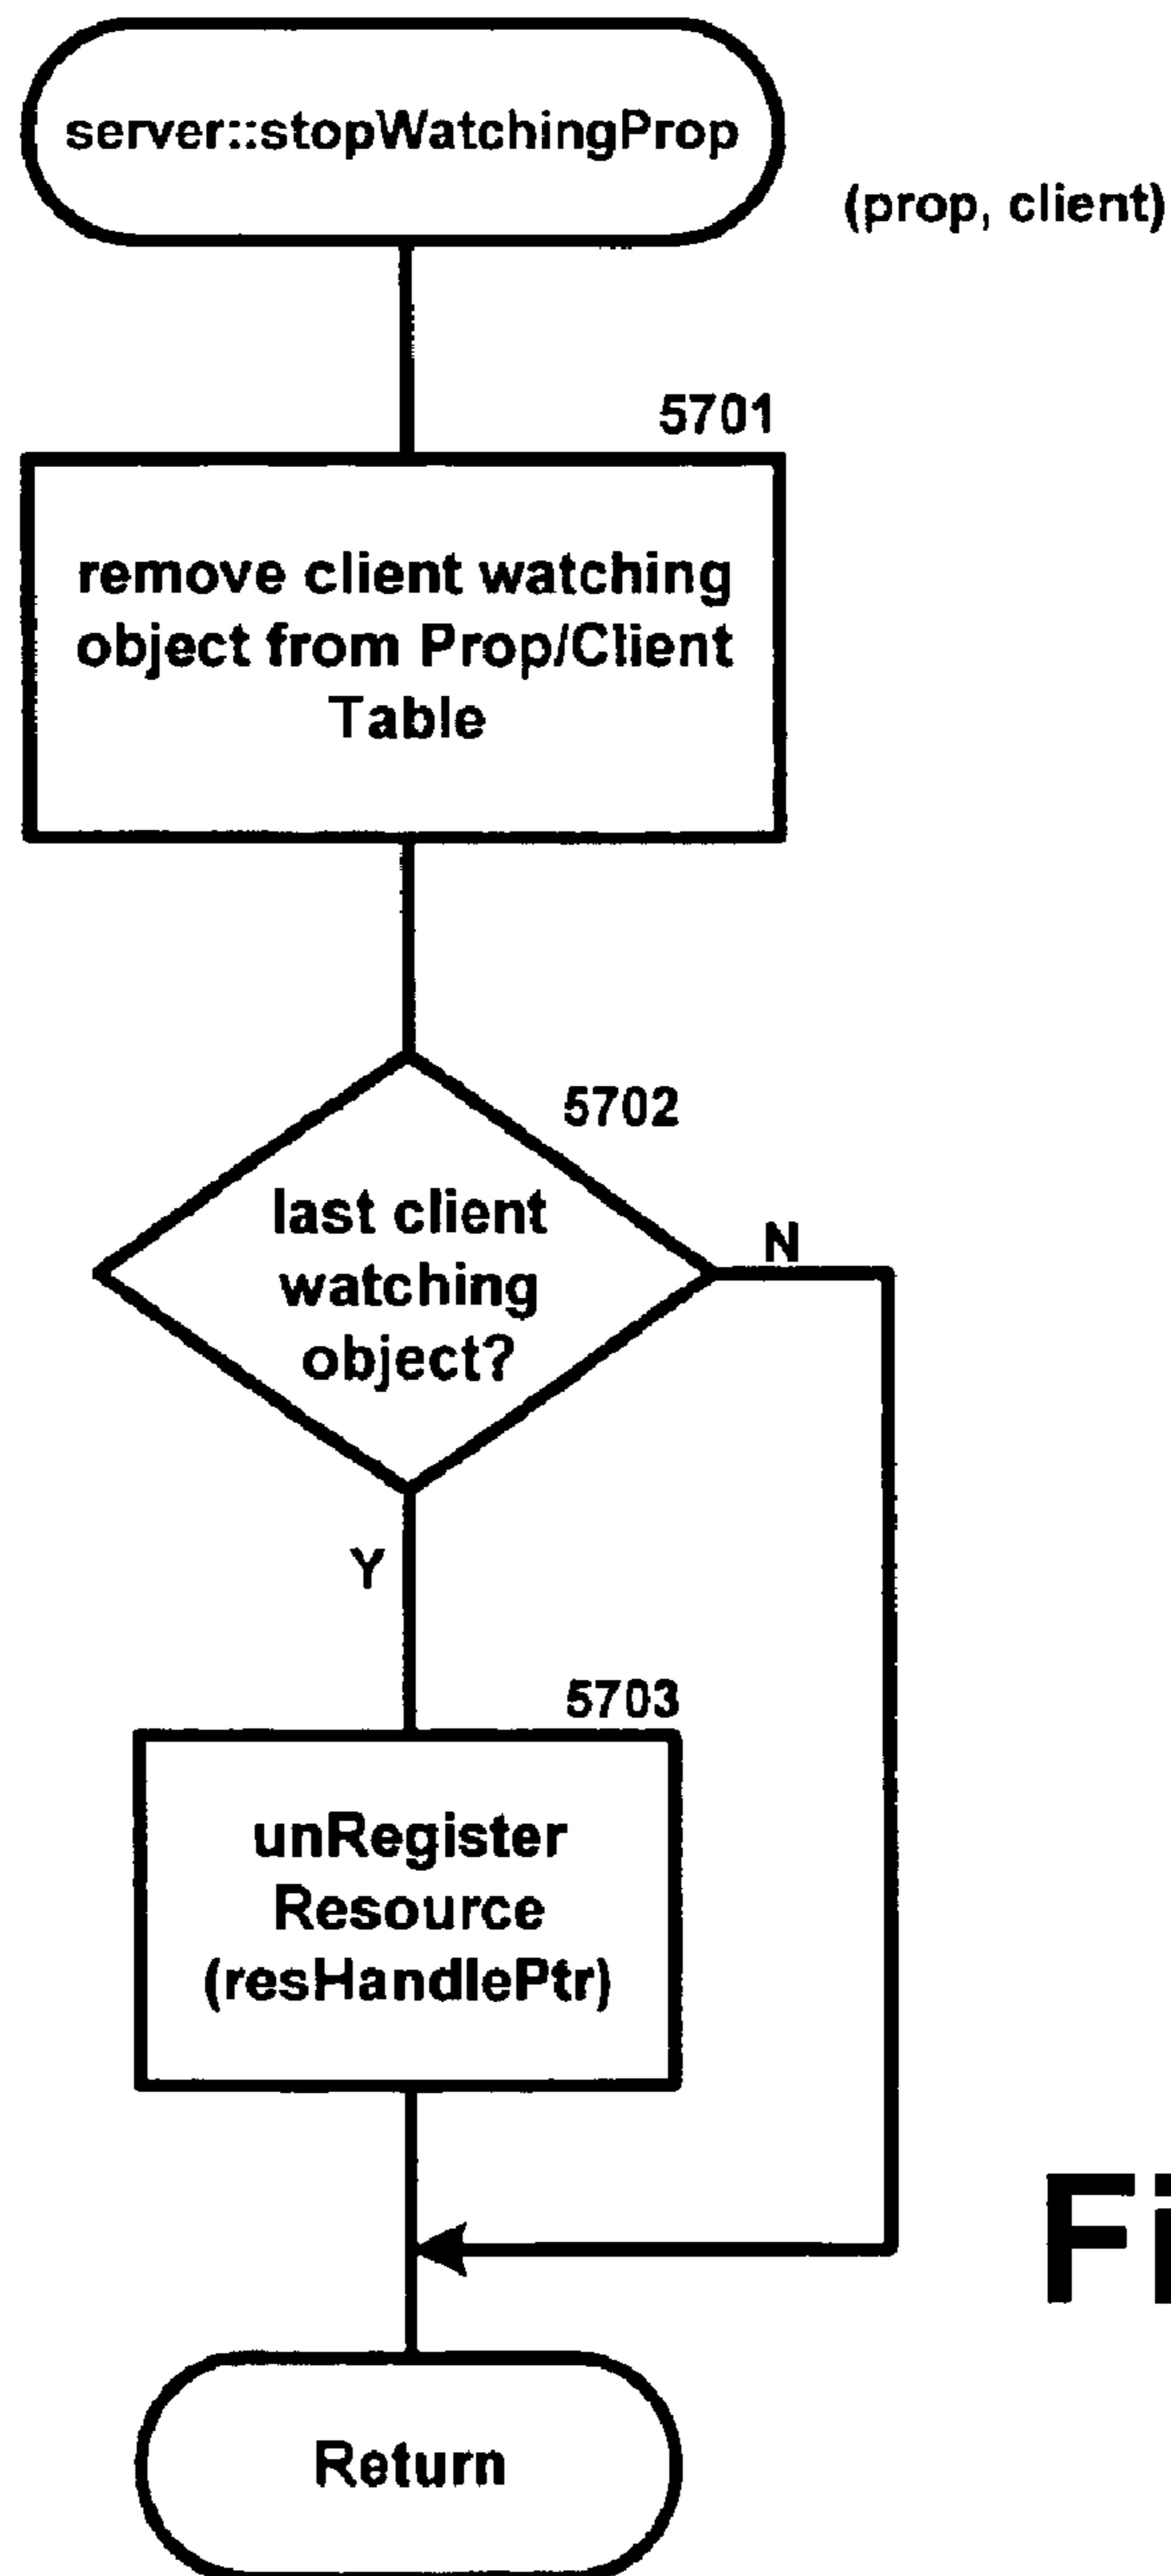 server::stopWatchingProp
(prop, client)
5701
remove client watching
object from Prop/Client
Table
5702
last client
watching
object?
N
Y
5703
unRegister
Resource
(resHandlePtr)
Fi
Return